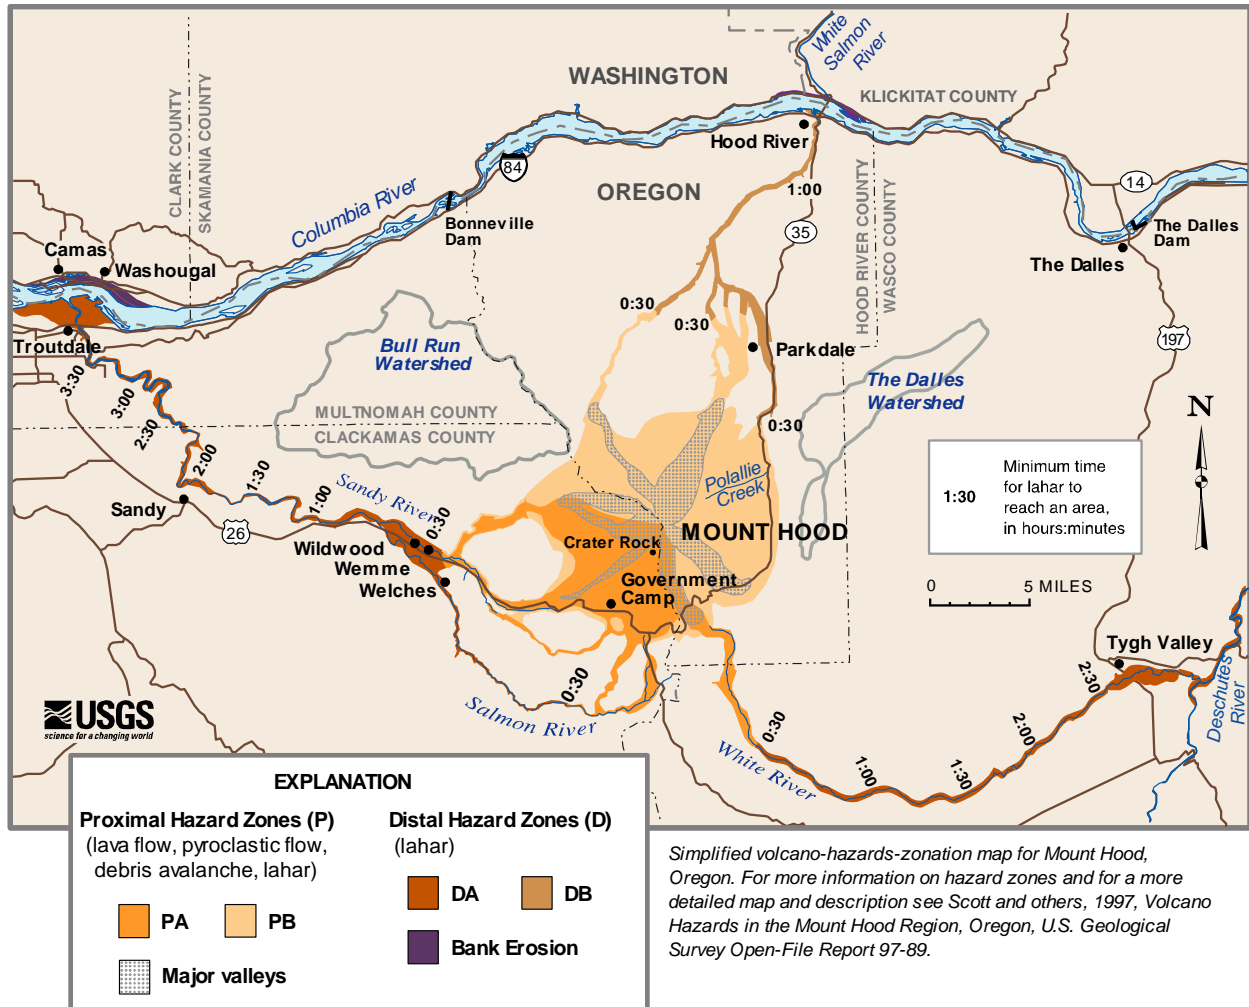 White
Salmon
River
WASHINGTON
KLICKITAT COUNTY
CLARK COUNTY
SKAMANIA COUNTY
Hood River
84
OREGON
1:00
14
Columbia River
Bonneville
Dam
35
HOOD RIVER COUNTY
WASCO COUNTY
The Dalles
Dam
The Dalles
Camas
Washougal
0:30
0:30
Troutdale
Bull Run
Watershed
Parkdale
197
3:30
3:00
2:30
2:00
1:30
1:00
0:30
The Dalles
Watershed
MULTNOMAH COUNTY
CLACKAMAS COUNTY
0:30
N
Sandy River
Polallie
Creek
Sandy
26
1:30
Minimum time
for lahar to
reach an area,
in hours:minutes
MOUNT HOOD
Crater Rock
Wildwood
Wemme
Welches
Government
Camp
0
5 MILES
Tygh Valley
0:30
Salmon River
White River
0:30
1:00
1:30
2:00
2:30
Deschutes
River
USGS
science for a changing world
EXPLANATION
Proximal Hazard Zones (P)
(lava flow, pyroclastic flow,
debris avalanche, lahar)
PA
PB
Major valleys
Distal Hazard Zones (D)
(lahar)
DA
DB
Bank Erosion
Simplified volcano-hazards-zonation map for Mount Hood,
Oregon. For more information on hazard zones and for a more
detailed map and description see Scott and others, 1997, Volcano
Hazards in the Mount Hood Region, Oregon, U.S. Geological
Survey Open-File Report 97-89.